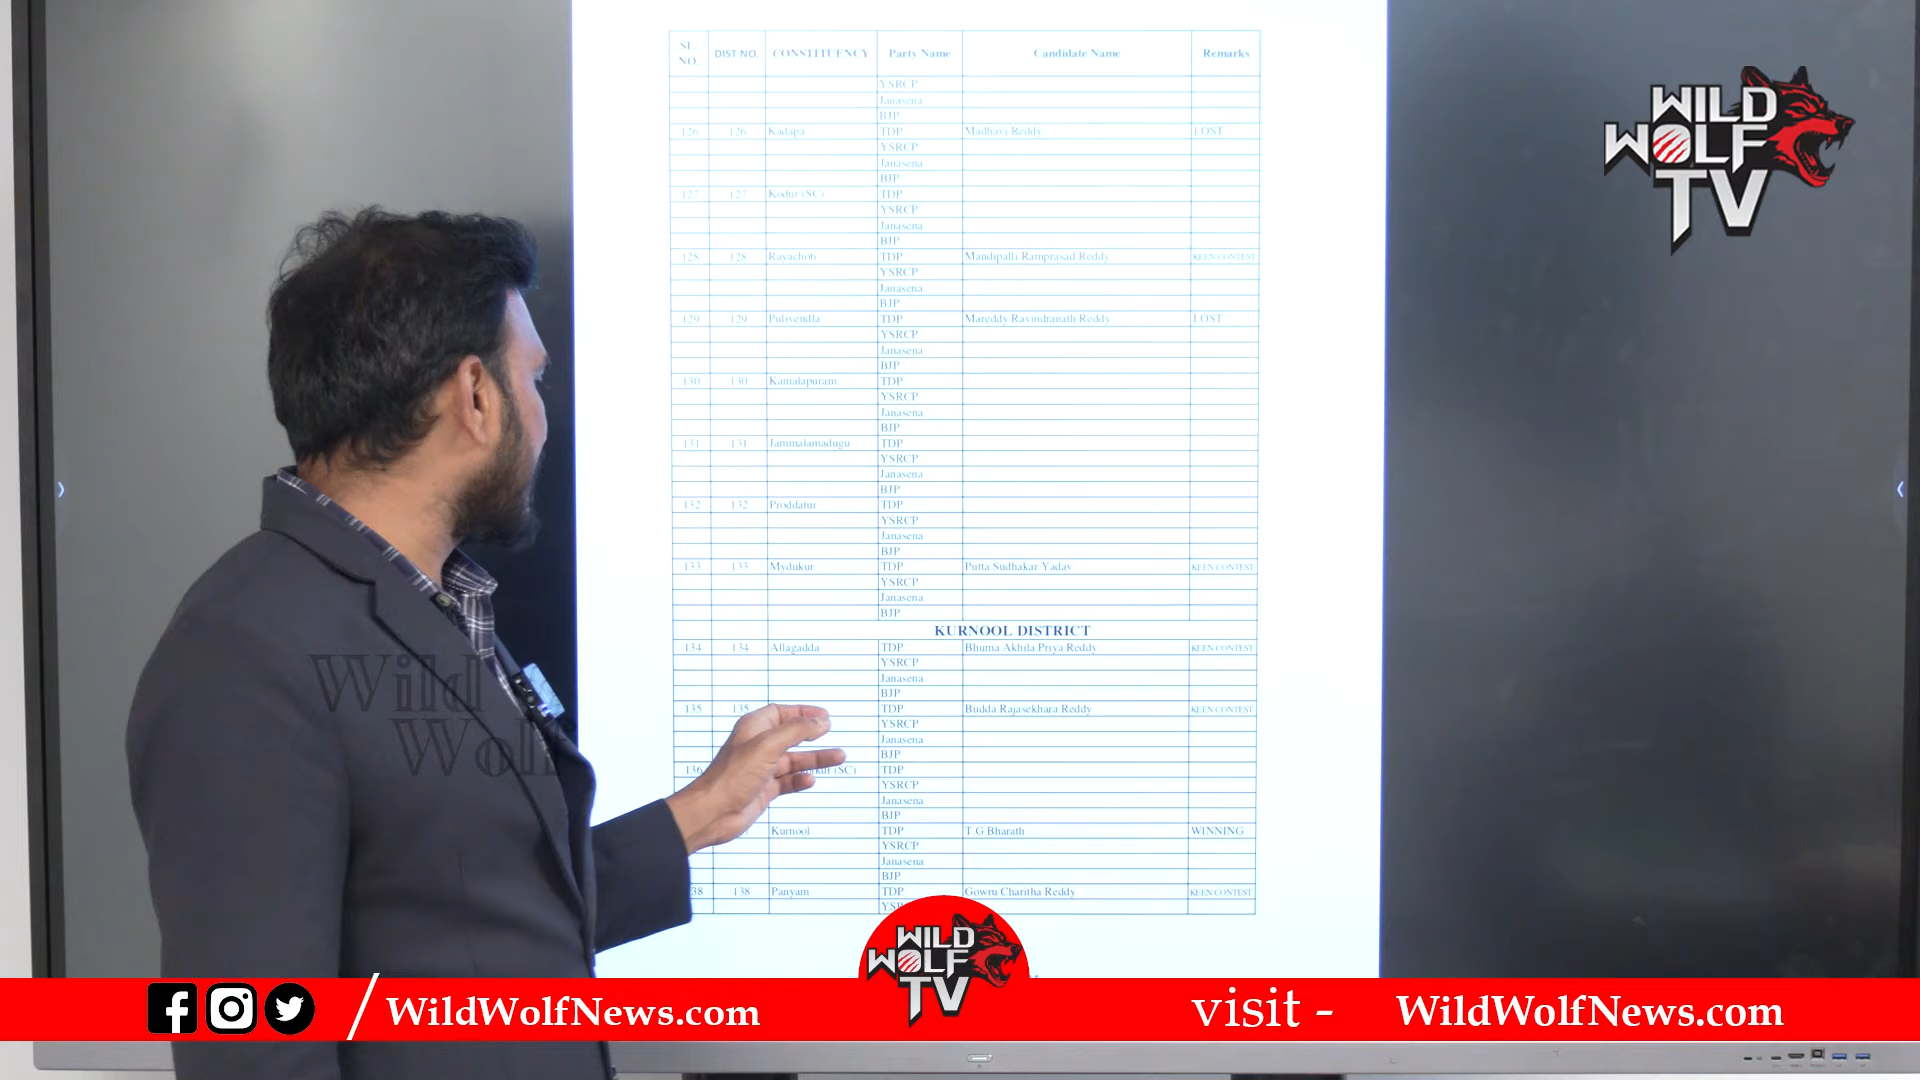 SL. NO. DIST NO. CONSTITUENCY Party Name Candidate Name Remarks
YSRCP
Janasena
BJP
126 126 Kadapa TDP Madhavi Reddy LOST
YSRCP
Janasena
BJP
127 127 Kodur (SC) TDP
YSRCP
Janasena
BJP
128 128 Rayachoti TDP Mandipalli Ramprasad Reddy KEEN CONTEST
YSRCP
Janasena
BJP
129 129 Pulivendla TDP Mareddy Ravindranath Reddy LOST
YSRCP
Janasena
BJP
130 130 Kamalapuram TDP
YSRCP
Janasena
BJP
131 131 Jammalamadugu TDP
YSRCP
Janasena
BJP
132 132 Proddatur TDP
YSRCP
Janasena
BJP
133 133 Mydukur TDP Putta Sudhakar Yadav KEEN CONTEST
YSRCP
Janasena
BJP
KURNOOL DISTRICT
134 134 Allagadda TDP Bhuma Akhila Priya Reddy KEEN CONTEST
YSRCP
Janasena
BJP
135 135 TDP Budda Rajasekhara Reddy KEEN CONTEST
YSRCP
Janasena
BJP
136 (SC) TDP
YSRCP
Janasena
BJP
Kurnool TDP T G Bharath WINNING
YSRCP
Janasena
BJP
138 Panyam TDP Gowru Charitha Reddy KEEN CONTEST
WILD
WOLF
TV
Wild
Wolf
WILD
WOLF
TV
WildWolfNews.com
visit - WildWolfNews.com